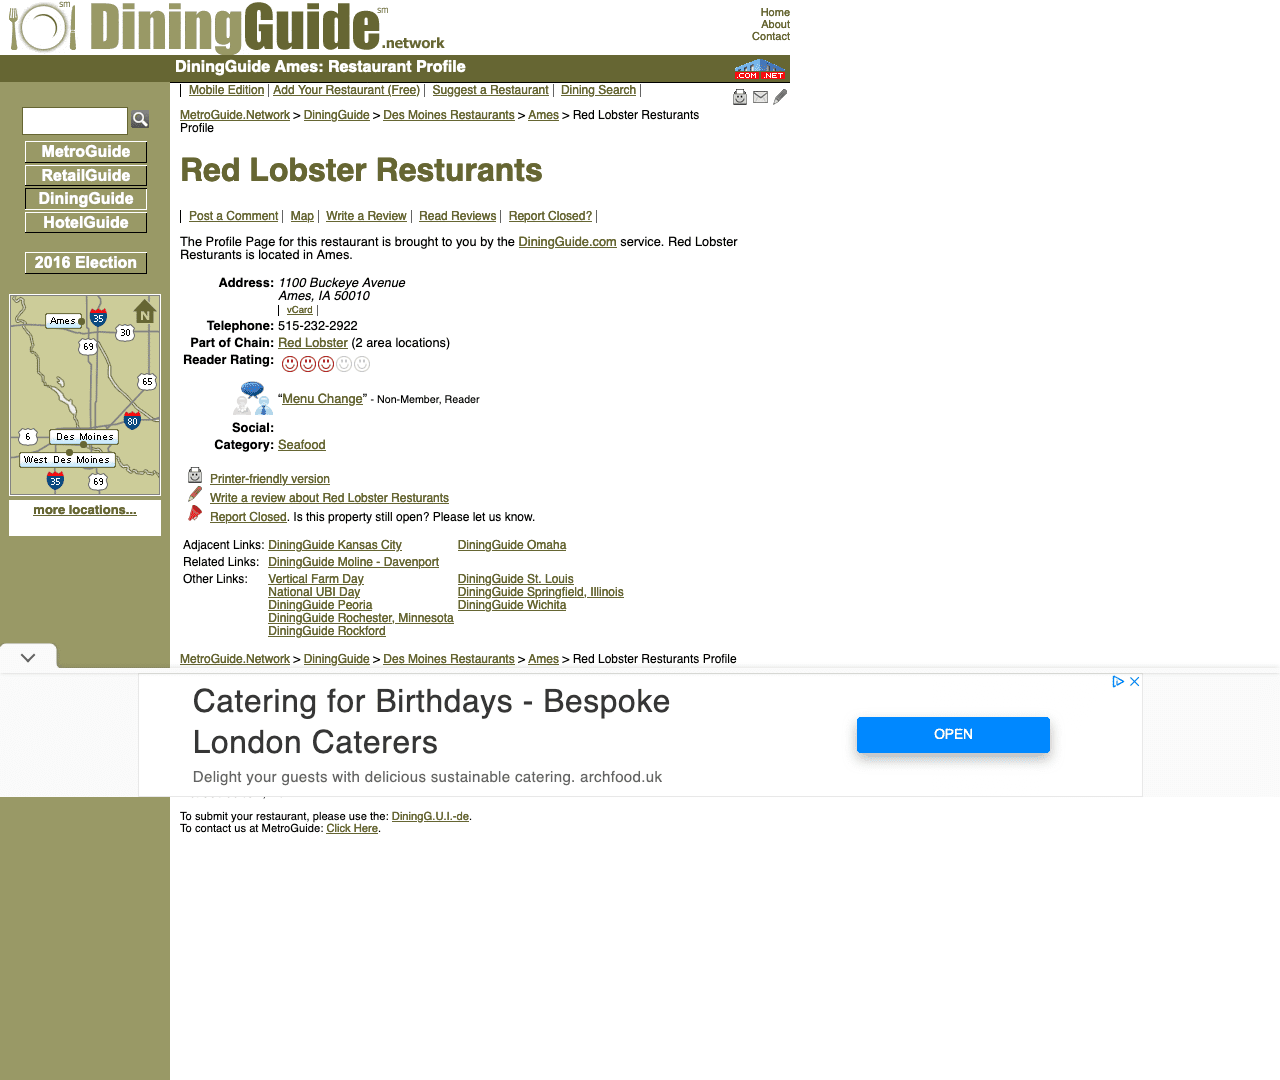 DiningGuide℠.network
Home
About
Contact
DiningGuide Ames: Restaurant Profile
.COM .NET
| Mobile Edition | Add Your Restaurant (Free) | Suggest a Restaurant | Dining Search |
MetroGuide.Network > DiningGuide > Des Moines Restaurants > Ames > Red Lobster Resturants
Profile
MetroGuide
RetailGuide
DiningGuide
HotelGuide
2016 Election
Ames
35
N
30
69
65
80
6
Des Moines
West Des Moines
35
69
more locations...
Red Lobster Resturants
| Post a Comment | Map | Write a Review | Read Reviews | Report Closed? |
The Profile Page for this restaurant is brought to you by the DiningGuide.com service. Red Lobster
Resturants is located in Ames.
Address: 1100 Buckeye Avenue
Ames, IA 50010
| vCard |
Telephone: 515-232-2922
Part of Chain: Red Lobster (2 area locations)
Reader Rating:
“Menu Change” - Non-Member, Reader
Social:
Category: Seafood
Printer-friendly version
Write a review about Red Lobster Resturants
Report Closed. Is this property still open? Please let us know.
Adjacent Links: DiningGuide Kansas City DiningGuide Omaha
Related Links: DiningGuide Moline - Davenport
Other Links: Vertical Farm Day DiningGuide St. Louis
National UBI Day DiningGuide Springfield, Illinois
DiningGuide Peoria DiningGuide Wichita
DiningGuide Rochester, Minnesota
DiningGuide Rockford
MetroGuide.Network > DiningGuide > Des Moines Restaurants > Ames > Red Lobster Resturants Profile
Catering for Birthdays - Bespoke
London Caterers
Delight your guests with delicious sustainable catering. archfood.uk
OPEN
To submit your restaurant, please use the: DiningG.U.I.-de.
To contact us at MetroGuide: Click Here.